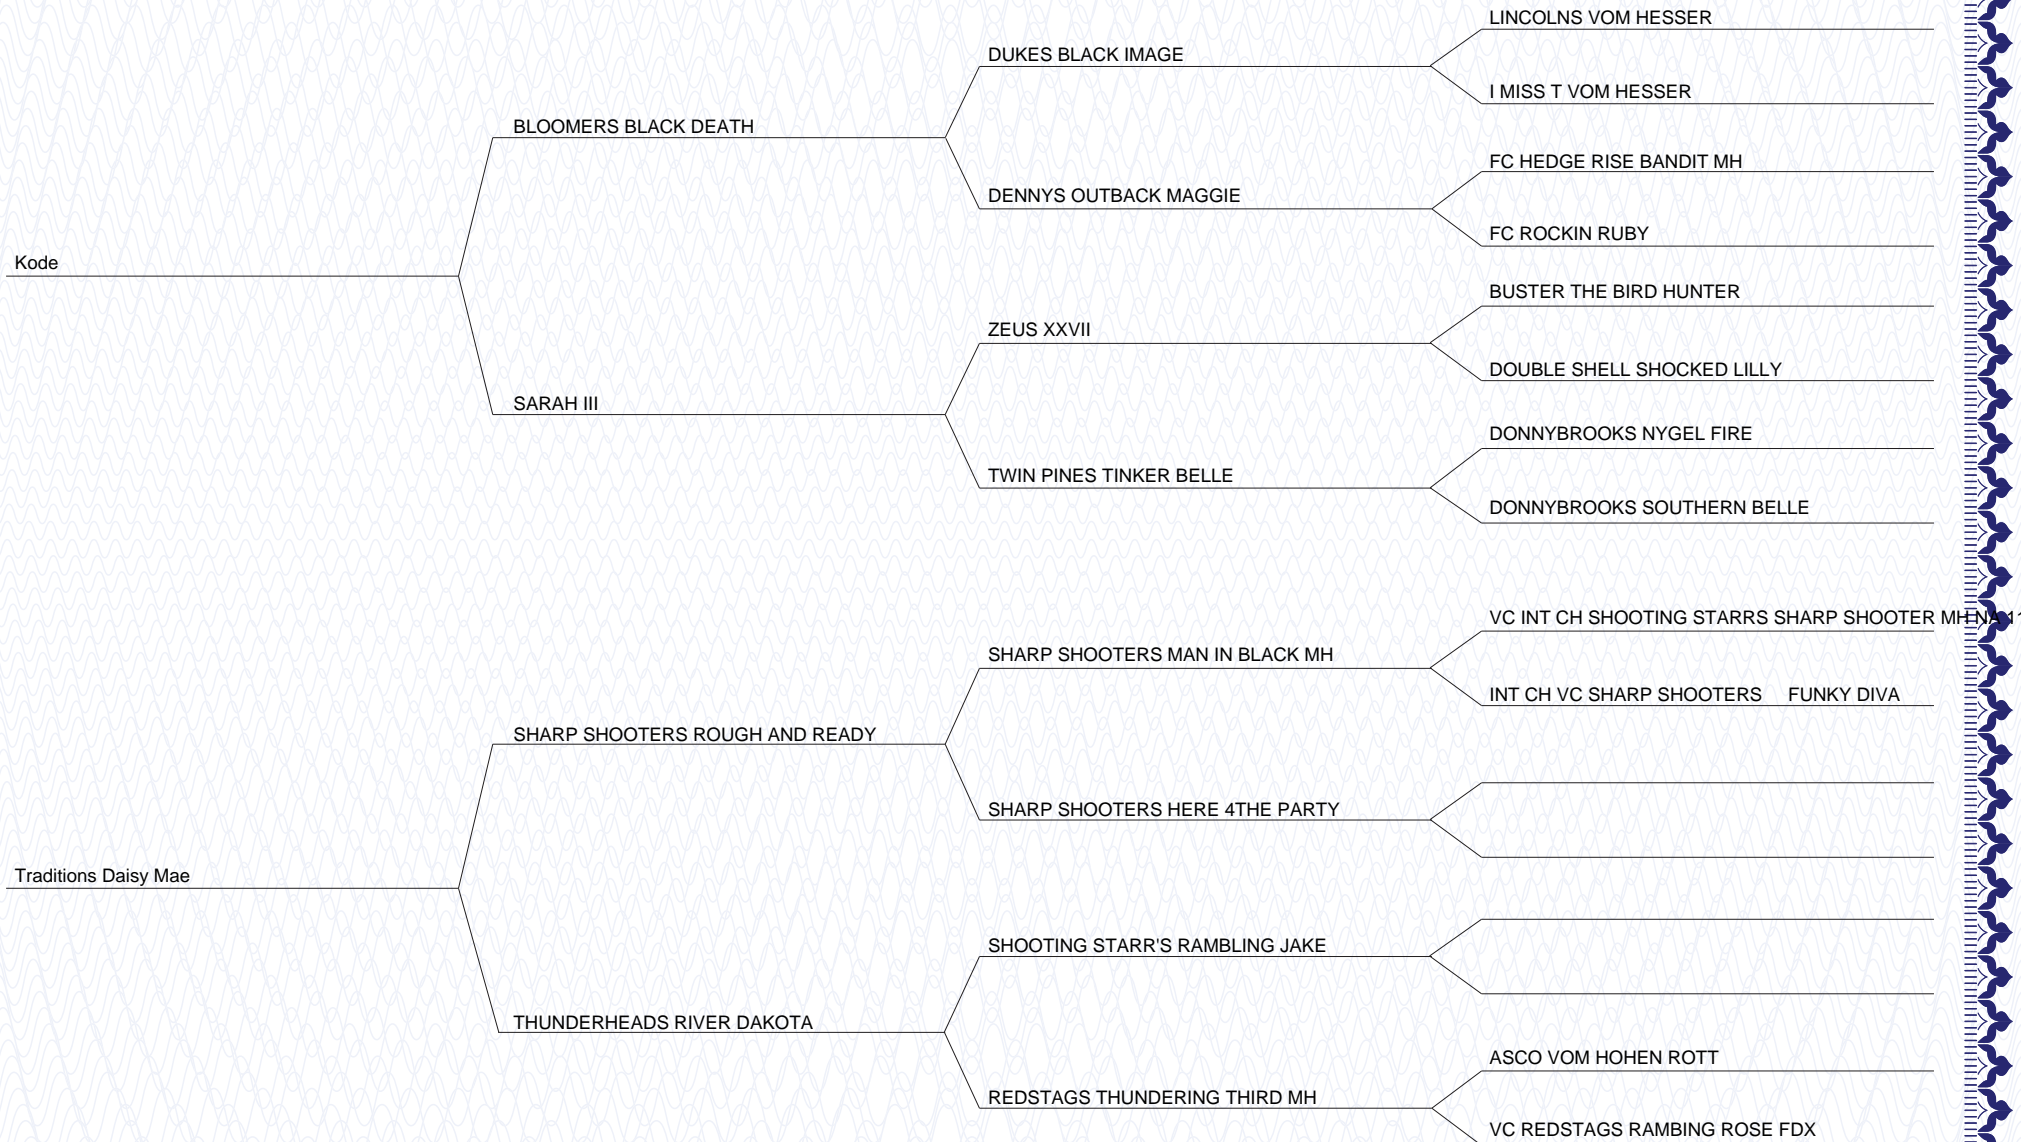 LINCOLNS VOM HESSER
DUKES BLACK IMAGE
I MISS T VOM HESSER
BLOOMERS BLACK DEATH
FC HEDGE RISE BANDIT MH
DENNYS OUTBACK MAGGIE
FC ROCKIN RUBY
Kode
BUSTER THE BIRD HUNTER
ZEUS XXVII
DOUBLE SHELL SHOCKED LILLY
SARAH III
DONNYBROOKS NYGEL FIRE
TWIN PINES TINKER BELLE
DONNYBROOKS SOUTHERN BELLE
VC INT CH SHOOTING STARRS SHARP SHOOTER MH NA 11
SHARP SHOOTERS MAN IN BLACK MH
INT CH VC SHARP SHOOTERS FUNKY DIVA
SHARP SHOOTERS ROUGH AND READY
SHARP SHOOTERS HERE 4THE PARTY
Traditions Daisy Mae
SHOOTING STARR'S RAMBLING JAKE
THUNDERHEADS RIVER DAKOTA
ASCO VOM HOHEN ROTT
REDSTAGS THUNDERING THIRD MH
VC REDSTAGS RAMBING ROSE FDX